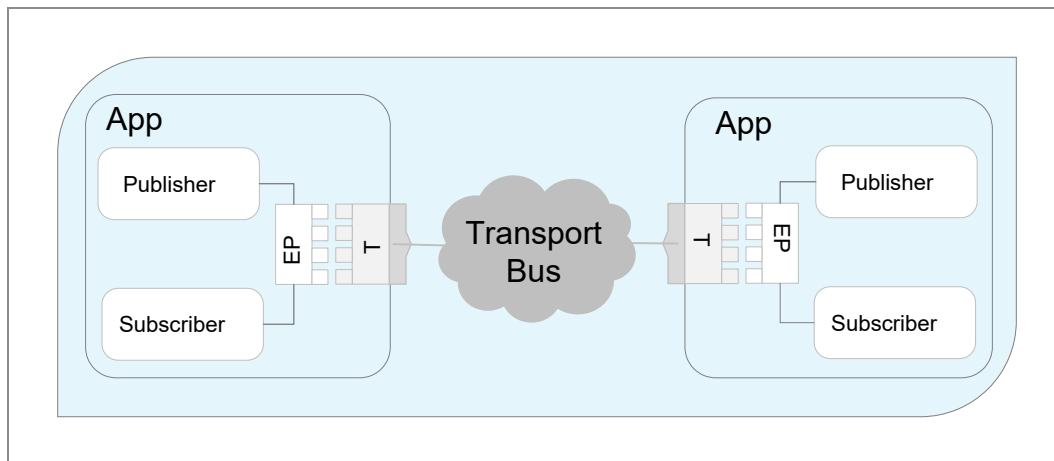 App
Publisher
EP
T
Subscriber
Transport
Bus
App
Publisher
T
EP
Subscriber